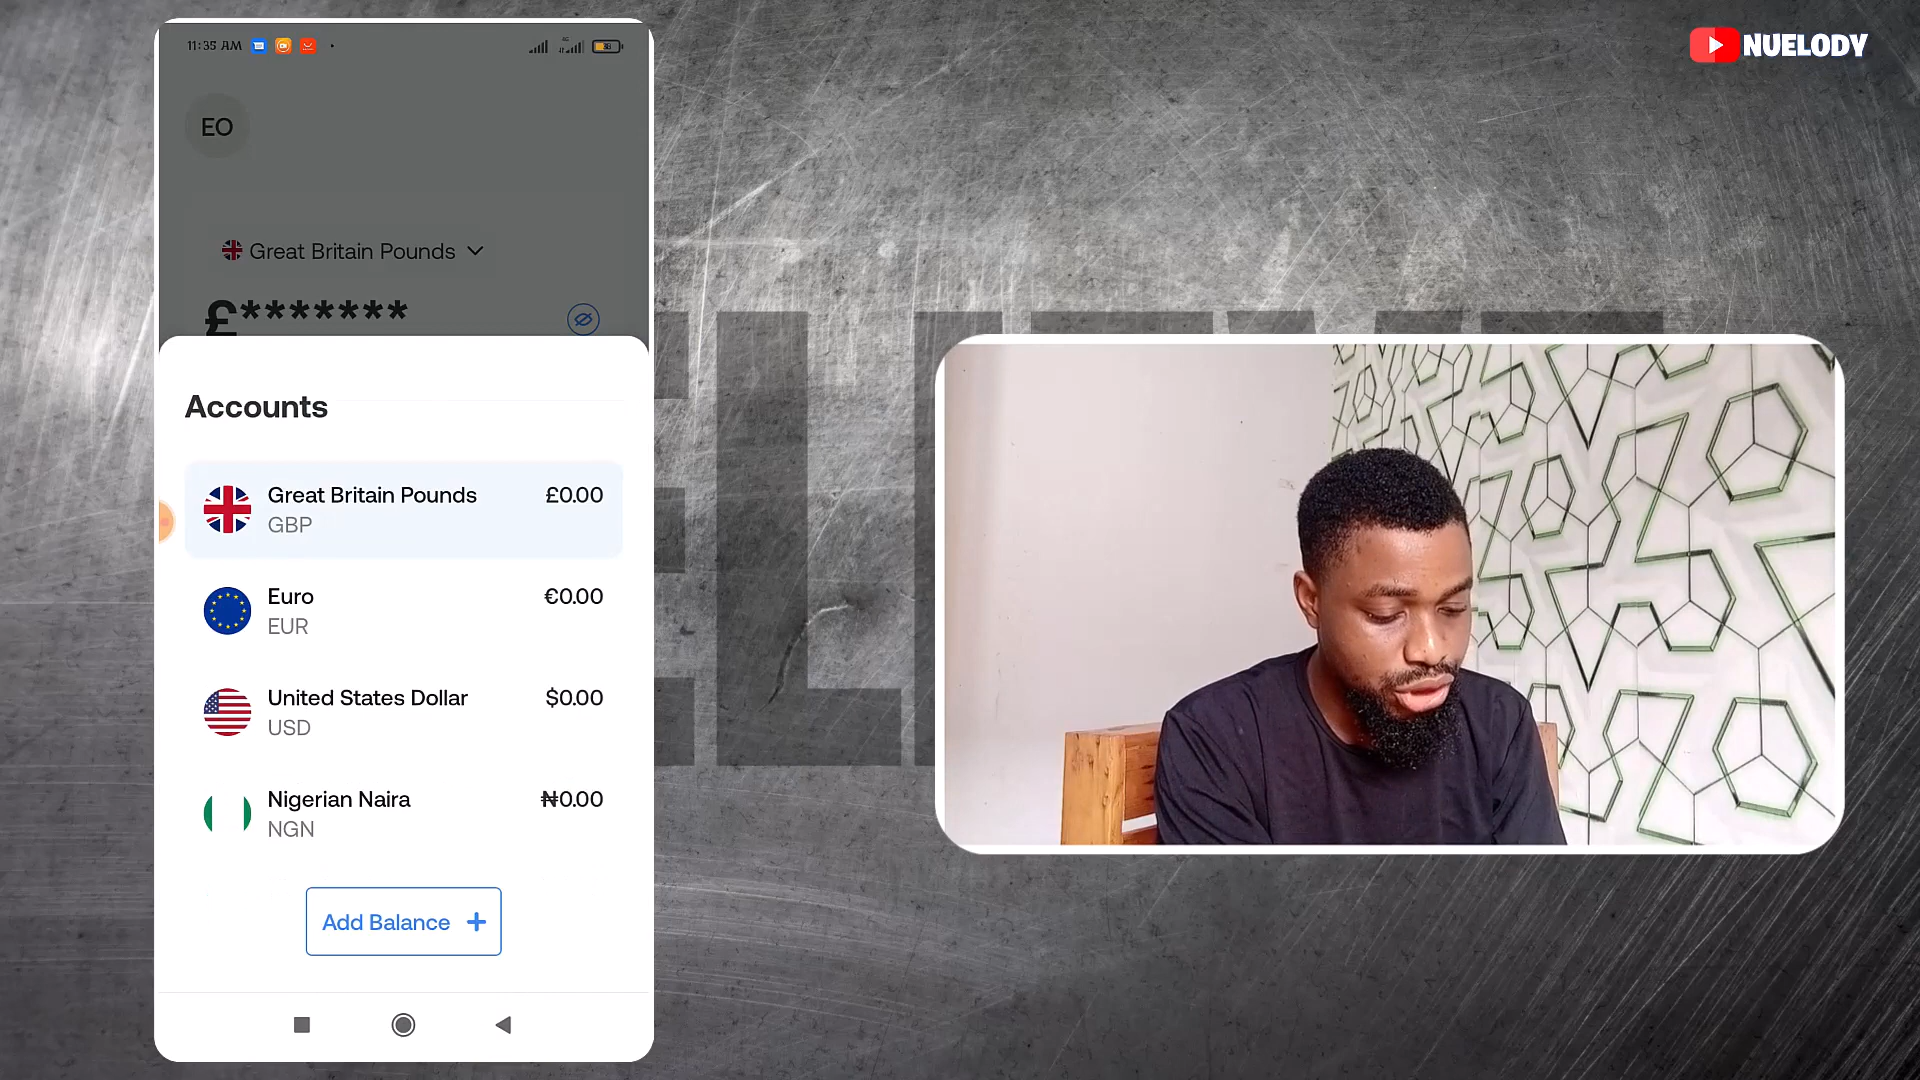 11:35 AM
EO
Great Britain Pounds
£*******
Accounts
Great Britain Pounds £0.00
GBP
Euro €0.00
EUR
United States Dollar $0.00
USD
Nigerian Naira ₦0.00
NGN
Add Balance +
NUELODY